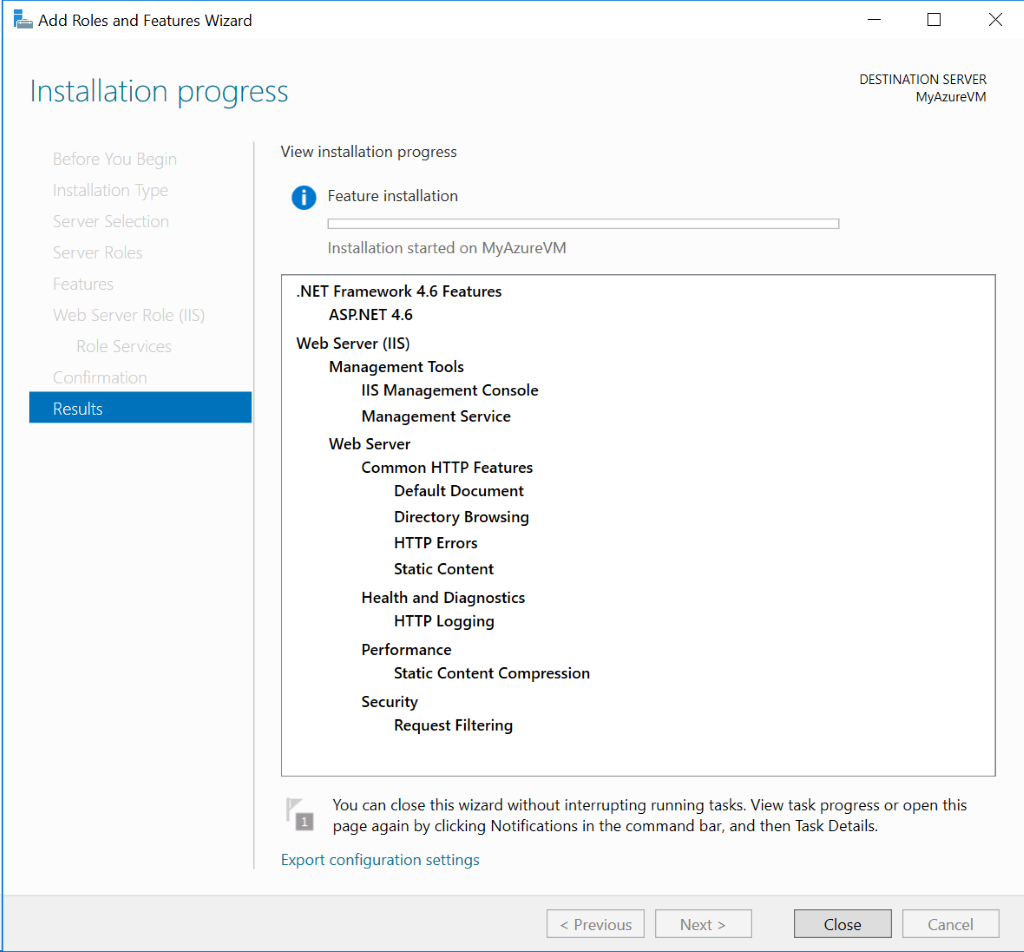 Add Roles and Features Wizard
Installation progress
DESTINATION SERVER
MyAzureVM
Before You Begin
Installation Type
Server Selection
Server Roles
Features
Web Server Role (IIS)
Role Services
Confirmation
Results
View installation progress
Feature installation
Installation started on MyAzureVM
.NET Framework 4.6 Features
ASP.NET 4.6
Web Server (IIS)
Management Tools
IIS Management Console
Management Service
Web Server
Common HTTP Features
Default Document
Directory Browsing
HTTP Errors
Static Content
Health and Diagnostics
HTTP Logging
Performance
Static Content Compression
Security
Request Filtering
1
You can close this wizard without interrupting running tasks. View task progress or open this
page again by clicking Notifications in the command bar, and then Task Details.
Export configuration settings
< Previous
Next >
Close
Cancel